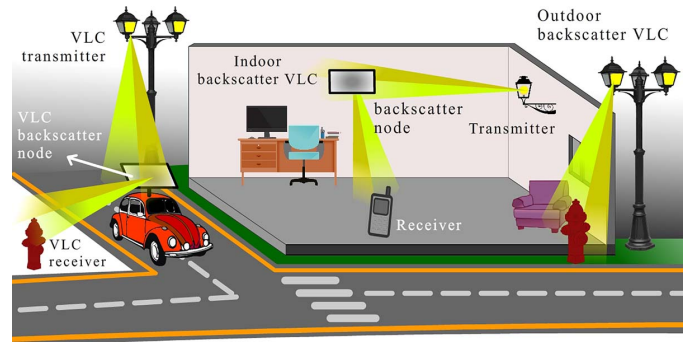 VLC
transmitter
VLC
backscatter
node
VLC
receiver
Indoor
backscatter VLC
backscatter
node
Transmitter
Receiver
Outdoor
backscatter VLC